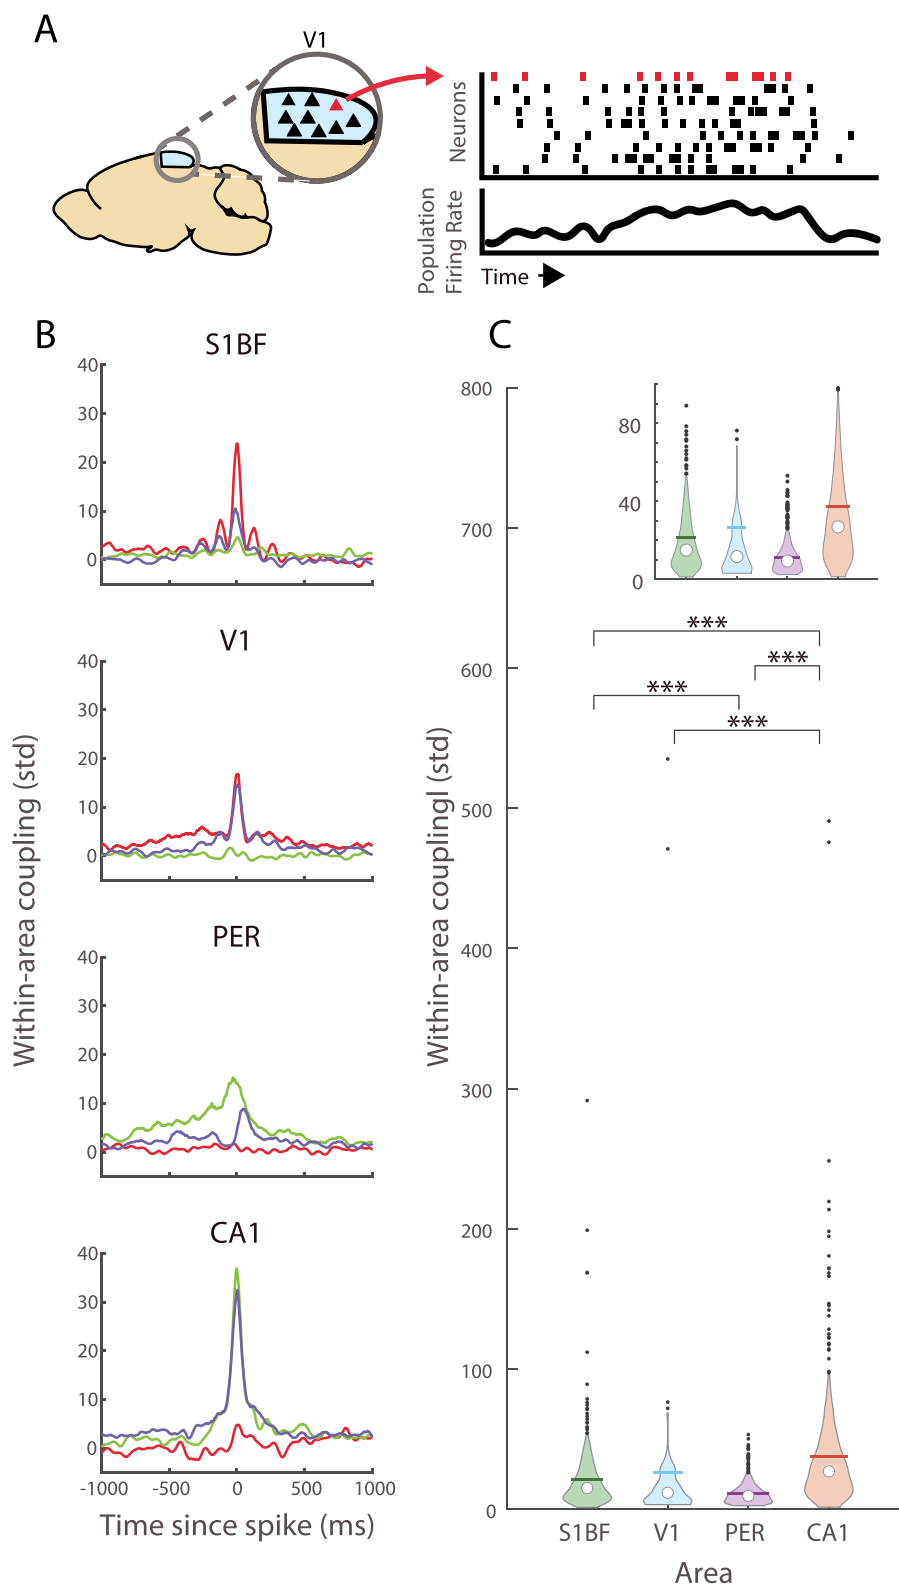 A
V1
Neurons
Population
Firing Rate
Time
B
S1BF
40
30
20
10
0
V1
40
30
20
10
0
PER
40
30
20
10
0
CA1
40
30
20
10
0
-1000
-500
0
500
1000
Within-area coupling (std)
Time since spike (ms)
C
800
700
600
500
400
300
200
100
0
80
40
0
***
***
***
***
Within-area couplingl (std)
S1BF
V1
PER
CA1
Area